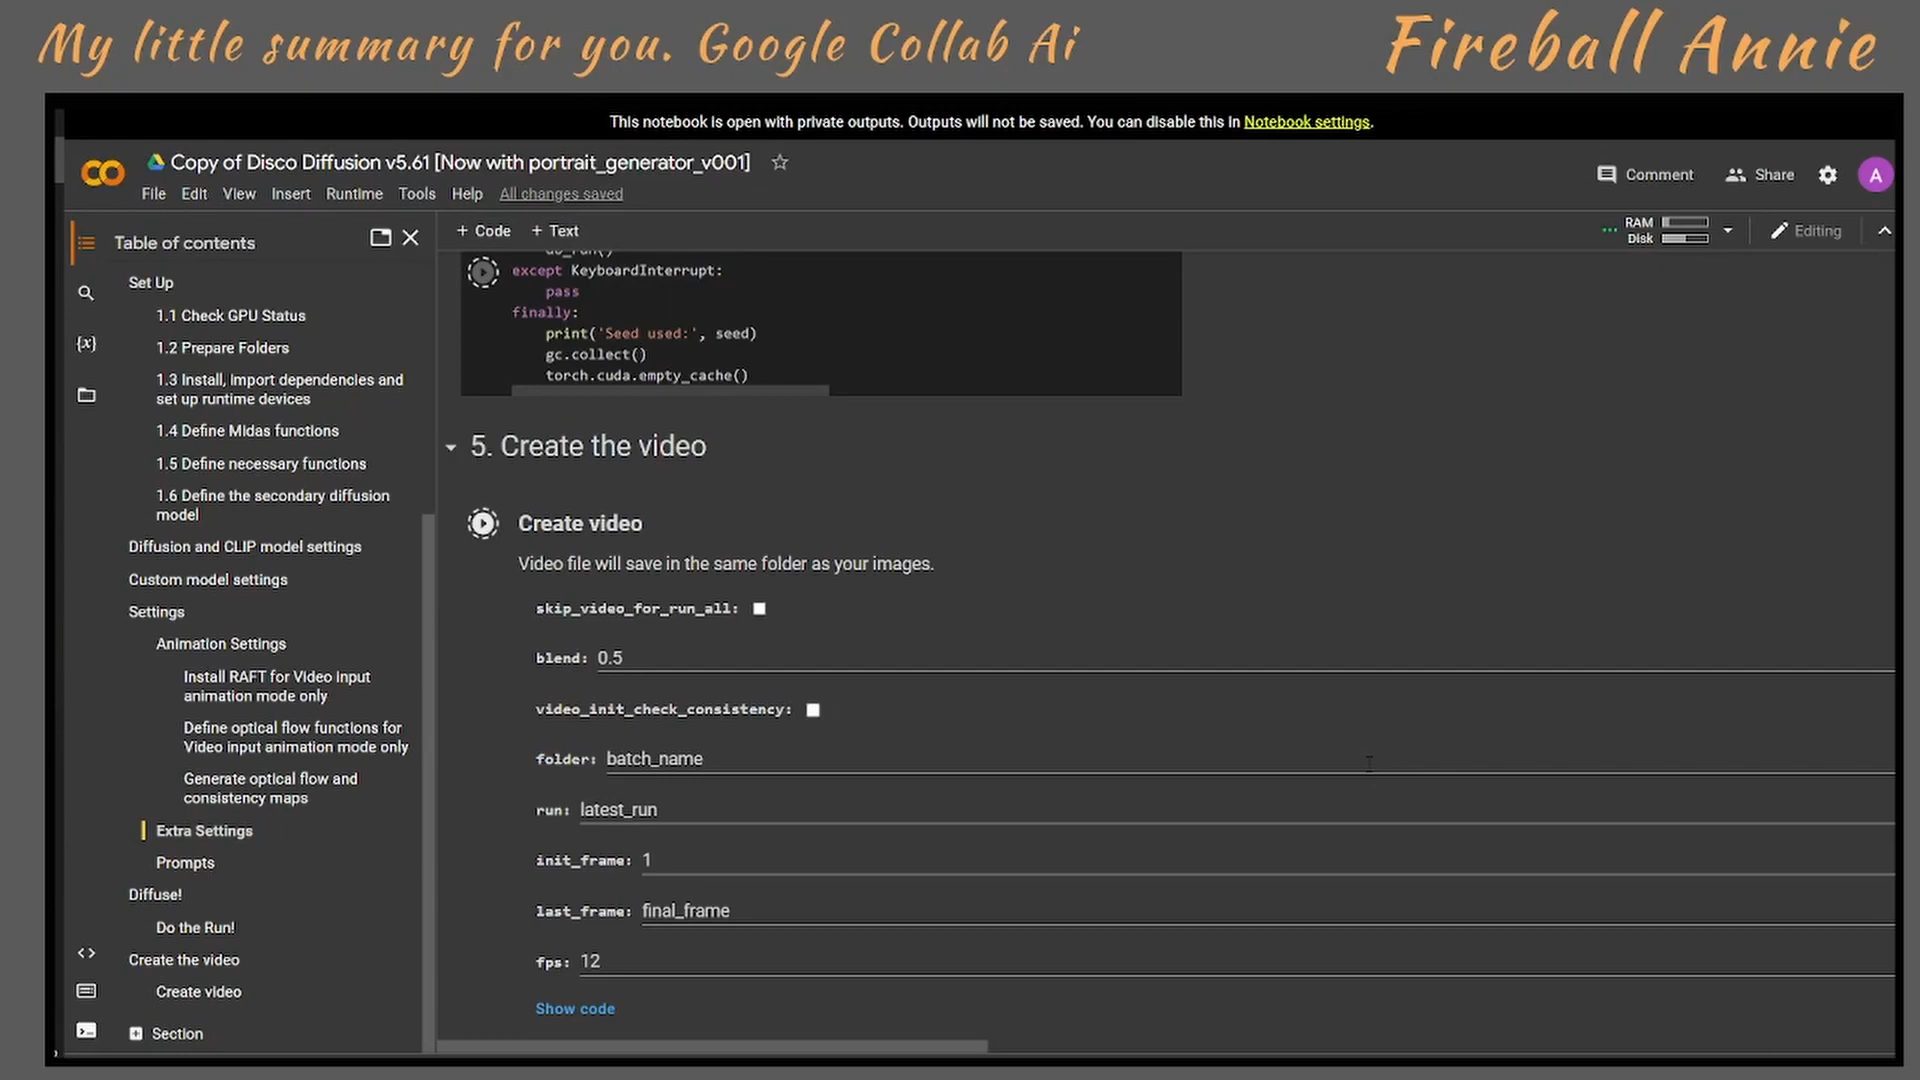 My little summary for you. Google Collab Ai
Fireball Annie
This notebook is open with private outputs. Outputs will not be saved. You can disable this in Notebook settings.
CO
Copy of Disco Diffusion v5.61 [Now with portrait_generator_v001]
File Edit View Insert Runtime Tools Help All changes saved
Comment Share A
Table of contents
+ Code + Text
RAM
Disk
Editing
Set Up
1.1 Check GPU Status
1.2 Prepare Folders
1.3 Install, import dependencies and
set up runtime devices
1.4 Define Midas functions
1.5 Define necessary functions
1.6 Define the secondary diffusion
model
Diffusion and CLIP model settings
Custom model settings
Settings
Animation Settings
Install RAFT for Video input
animation mode only
Define optical flow functions for
Video input animation mode only
Generate optical flow and
consistency maps
Extra Settings
Prompts
Diffuse!
Do the Run!
Create the video
Create video
Section
{x}
<>
do_run()
except KeyboardInterrupt:
pass
finally:
print('Seed used:', seed)
gc.collect()
torch.cuda.empty_cache()
5. Create the video
Create video
Video file will save in the same folder as your images.
skip_video_for_run_all:
blend: 0.5
video_init_check_consistency:
folder: batch_name
run: latest_run
init_frame: 1
last_frame: final_frame
fps: 12
Show code